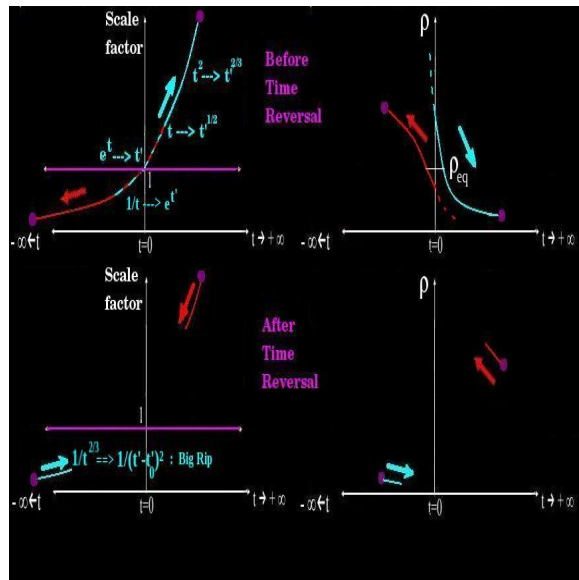 Scale
factor
t²--->t'^2/3
t--->t'^1/2
e^t--->t'
1
1/t--->e^t'
-∞←t
t=0
t→+∞
Before
Time
Reversal
ρ
ρeq
-∞←t
t=0
t→+∞
Scale
factor
1
1/t^2/3==>1/(t'-t'0)² : Big Rip
-∞←t
t=0
t→+∞
After
Time
Reversal
ρ
-∞←t
t=0
t→+∞